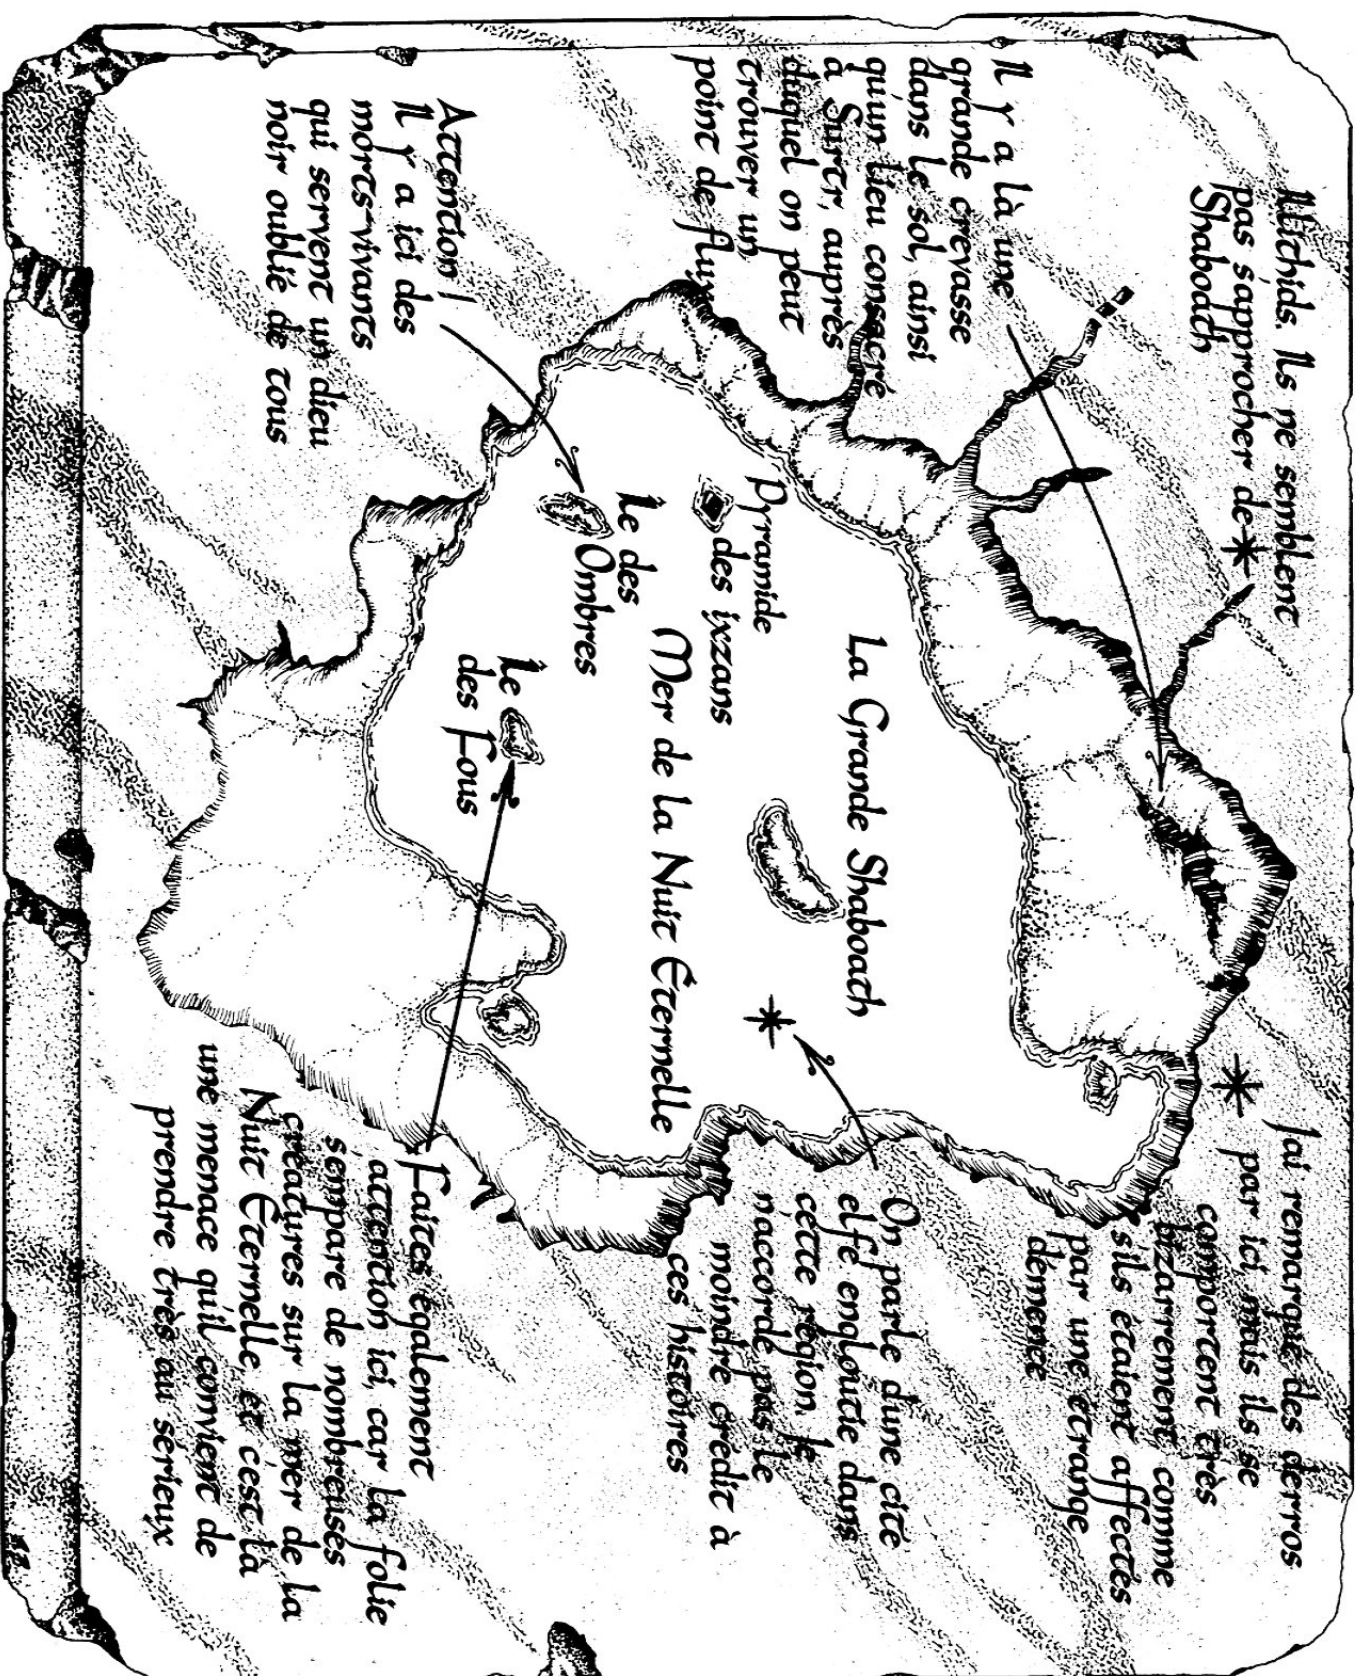 Illithids. Ils ne semblent
pas s'approcher de *
Shaboath
* J'ai remarqué des derros
par ici mais ils se
comportent très
bizarrement, comme
s'ils étaient affectés
par une étrange
démence
Il y a là une
grande crevasse
dans le sol, ainsi
qu'un lieu consacré
à Surtr, auprès
duquel on peut
trouver un
point de flux
La Grande Shaboath
*
On parle d'une cité
elfe engloutie dans
cette région. Je
n'accorde pas le
moindre crédit à
ces histoires
Pyramide
des ixzans
Mer de la Nuit Éternelle
Île des
Ombres
Île
des Fous
Attention !
Il y a ici des
morts-vivants
qui servent un dieu
noir oublié de tous
Faites également
attention ici, car la folie
s'empare de nombreuses
créatures sur la mer de la
Nuit Éternelle, et c'est là
une menace qu'il convient de
prendre très au sérieux